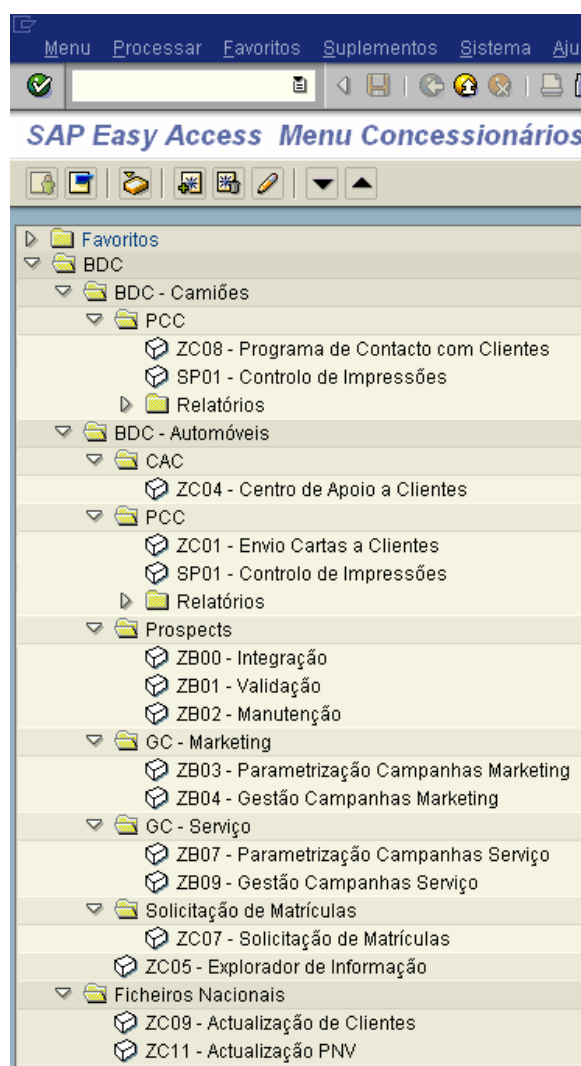 Menu Processar Favoritos Suplementos Sistema Aju
SAP Easy Access Menu Concessionários
Favoritos
BDC
BDC - Camiões
PCC
ZC08 - Programa de Contacto com Clientes
SP01 - Controlo de Impressões
Relatórios
BDC - Automóveis
CAC
ZC04 - Centro de Apoio a Clientes
PCC
ZC01 - Envio Cartas a Clientes
SP01 - Controlo de Impressões
Relatórios
Prospects
ZB00 - Integração
ZB01 - Validação
ZB02 - Manutenção
GC - Marketing
ZB03 - Parametrização Campanhas Marketing
ZB04 - Gestão Campanhas Marketing
GC - Serviço
ZB07 - Parametrização Campanhas Serviço
ZB09 - Gestão Campanhas Serviço
Solicitação de Matrículas
ZC07 - Solicitação de Matrículas
ZC05 - Explorador de Informação
Ficheiros Nacionais
ZC09 - Actualização de Clientes
ZC11 - Actualização PNV